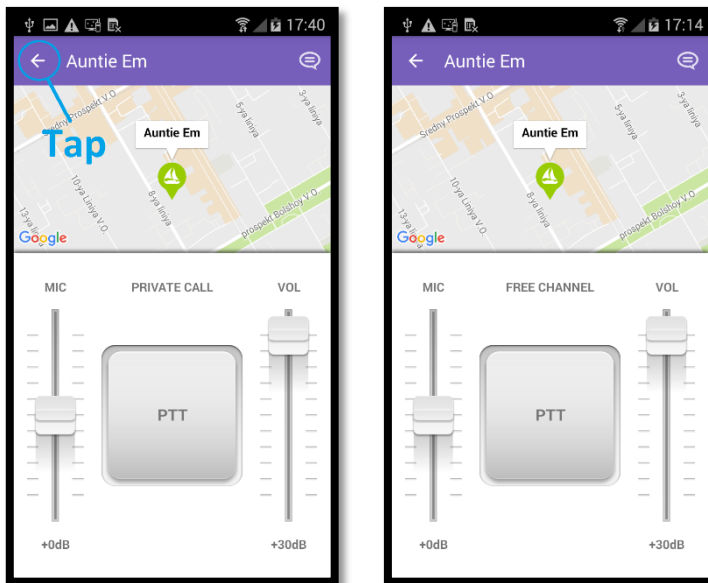 17:40
Auntie Em
Tap
Sredny Prospekt V.O.
5-ya liniya
3-ya liniya
Auntie Em
10-ya Liniya V.O.
8-ya liniya
13-ya
prospekt Bolshoy V.O.
Google
MIC PRIVATE CALL VOL
PTT
+0dB +30dB
17:14
Auntie Em
Sredny Prospekt V.O.
5-ya liniya
3-ya liniya
Auntie Em
10-ya Liniya V.O.
8-ya liniya
13-ya
prospekt Bolshoy V.O.
Google
MIC FREE CHANNEL VOL
PTT
+0dB +30dB